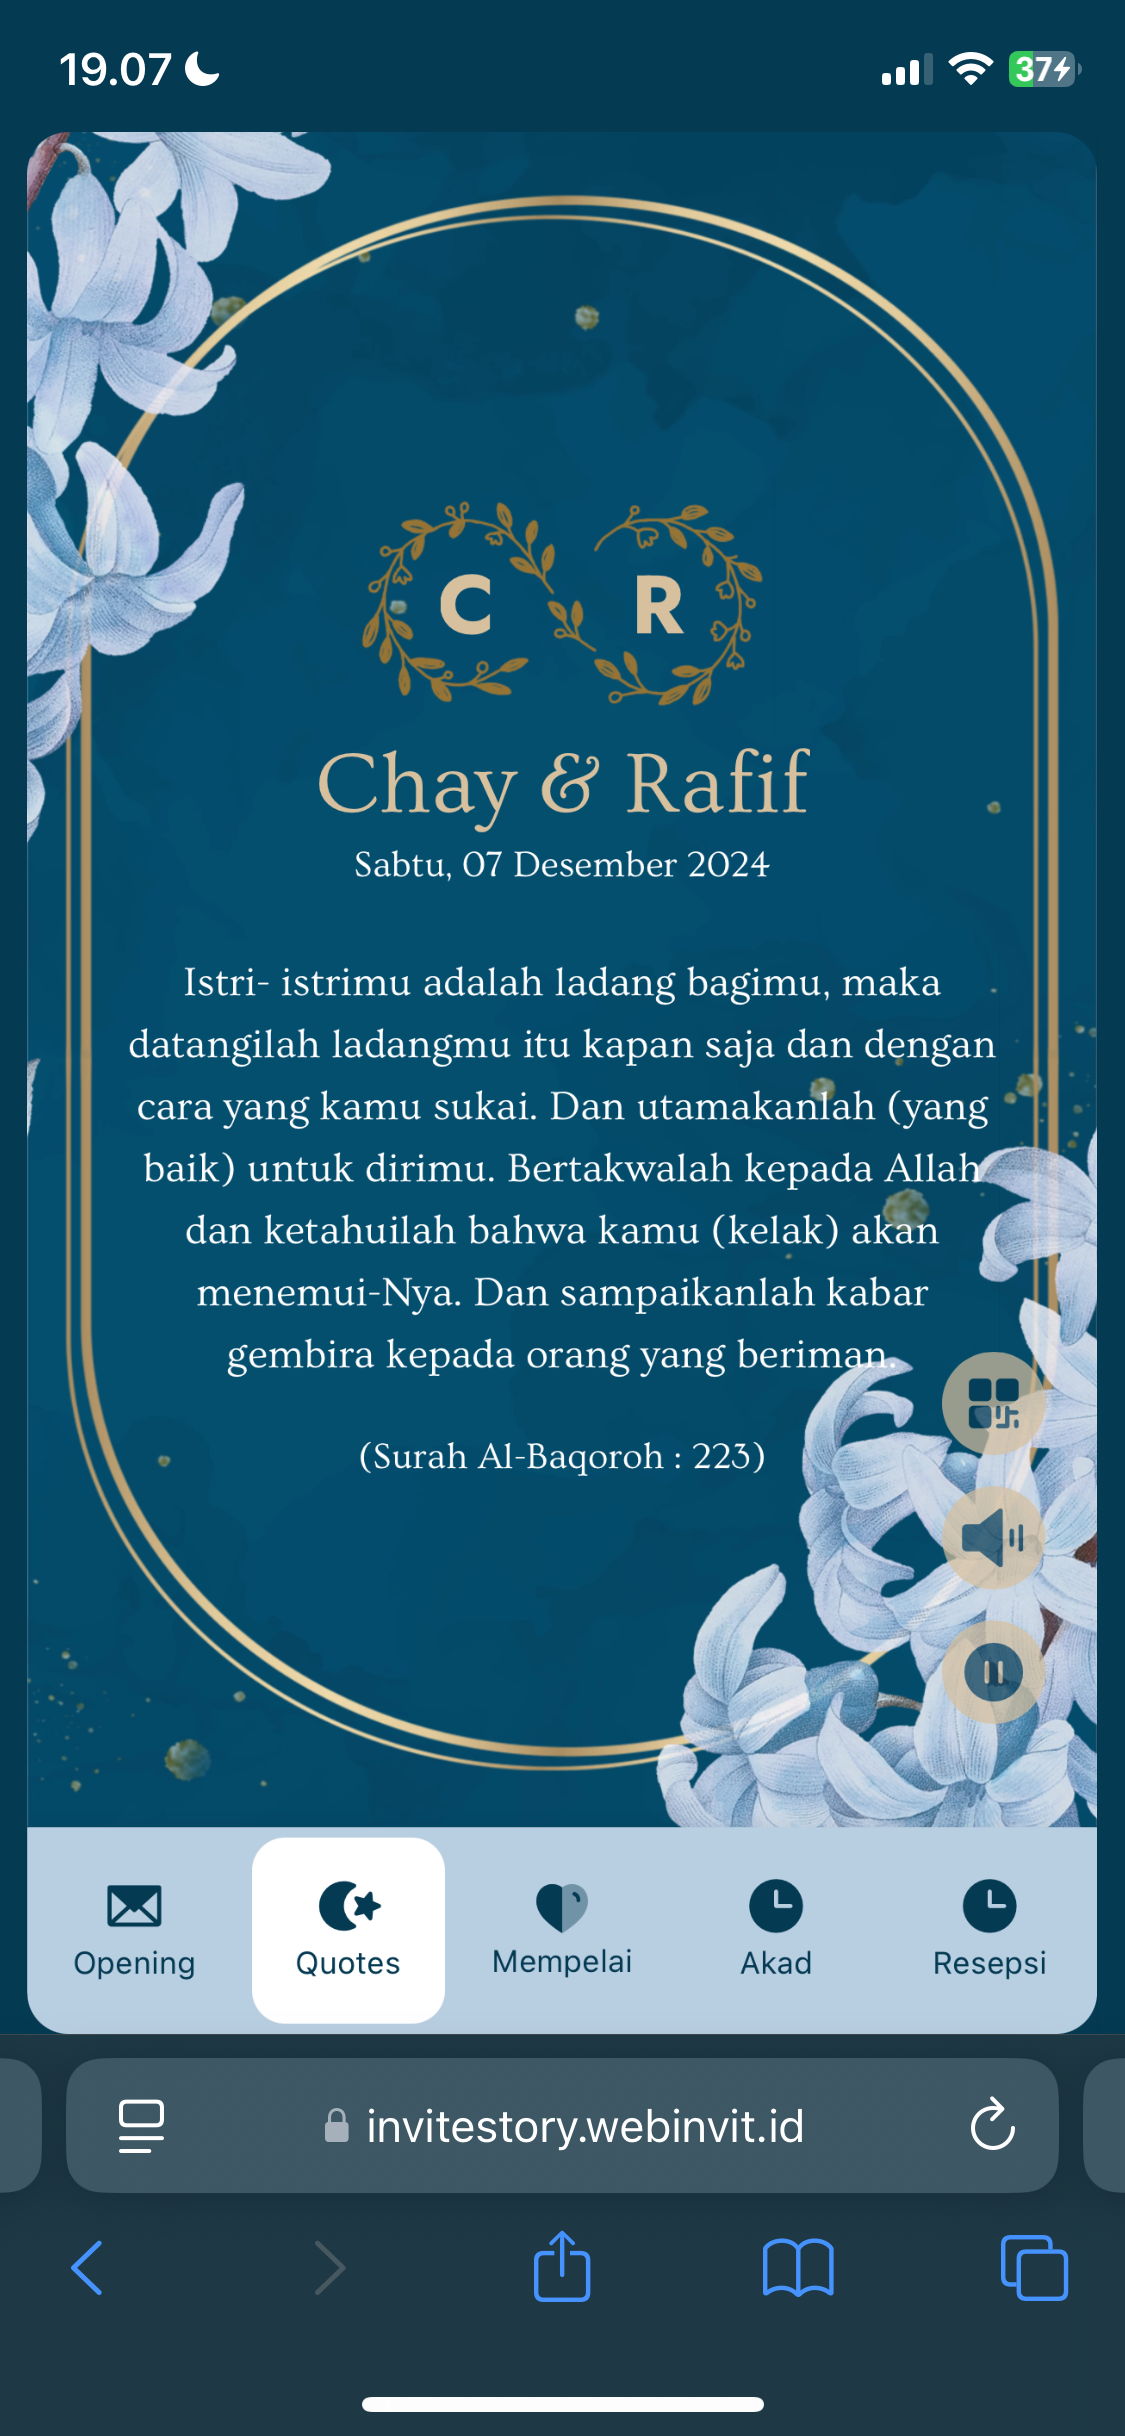 19.07
37
C R
Chay & Rafif
Sabtu, 07 Desember 2024
Istri- istrimu adalah ladang bagimu, maka
datangilah ladangmu itu kapan saja dan dengan
cara yang kamu sukai. Dan utamakanlah (yang
baik) untuk dirimu. Bertakwalah kepada Allah
dan ketahuilah bahwa kamu (kelak) akan
menemui-Nya. Dan sampaikanlah kabar
gembira kepada orang yang beriman.
(Surah Al-Baqoroh : 223)
Opening Quotes Mempelai Akad Resepsi
invitestory.webinvit.id